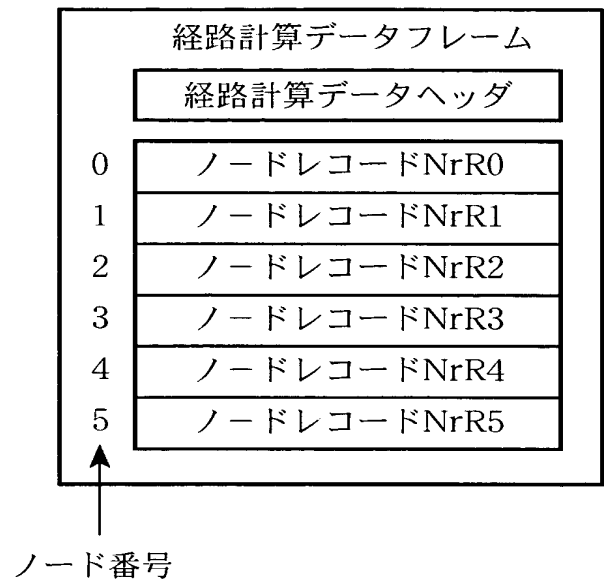 経路計算データフレーム
経路計算データヘッダ
0 ノードレコードNrR0
1 ノードレコードNrR1
2 ノードレコードNrR2
3 ノードレコードNrR3
4 ノードレコードNrR4
5 ノードレコードNrR5
ノード番号